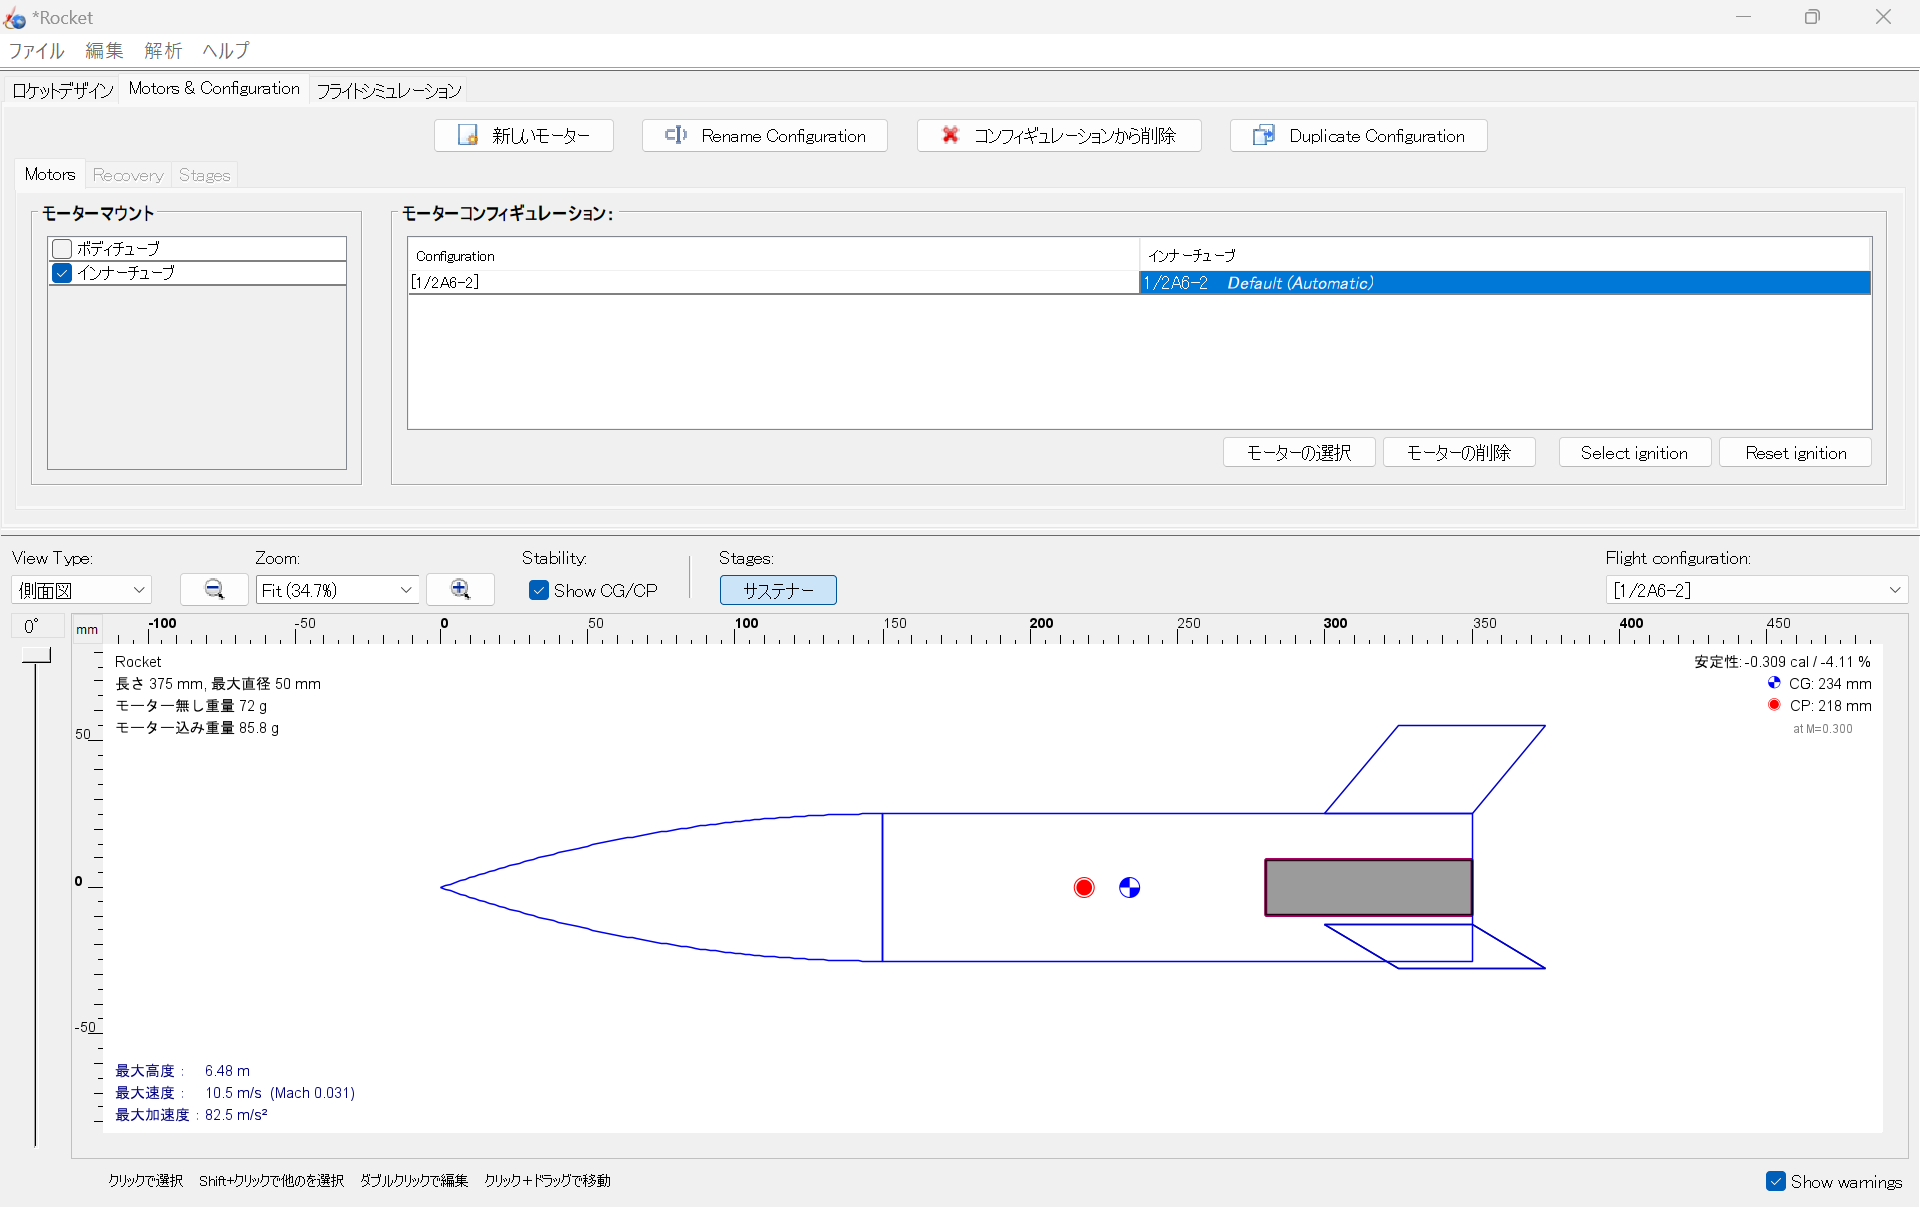 *Rocket
ファイル 編集 解析 ヘルプ
ロケットデザイン Motors & Configuration フライトシミュレーション
新しいモーター Rename Configuration コンフィギュレーションから削除 Duplicate Configuration
Motors Recovery Stages
モーターマウント
ボディチューブ
インナーチューブ
モーターコンフィギュレーション:
Configuration インナーチューブ
[1/2A6-2] 1/2A6-2 Default (Automatic)
モーターの選択 モーターの削除 Select ignition Reset ignition
View Type: Zoom: Stability: Stages: Flight configuration:
側面図 Fit (34.7%) Show CG/CP サステナー [1/2A6-2]
0° mm -100 -50 0 50 100 150 200 250 300 350 400 450
Rocket
長さ 375 mm, 最大直径 50 mm
モーター無し重量 72 g
モーター込み重量 85.8 g
安定性:-0.309 cal / -4.11 %
CG: 234 mm
CP: 218 mm
at M=0.300
50
0
-50
最大高度 : 6.48 m
最大速度 : 10.5 m/s (Mach 0.031)
最大加速度 : 82.5 m/s²
クリックで選択 Shift+クリックで他のを選択 ダブルクリックで編集 クリック+ドラッグで移動
Show warnings